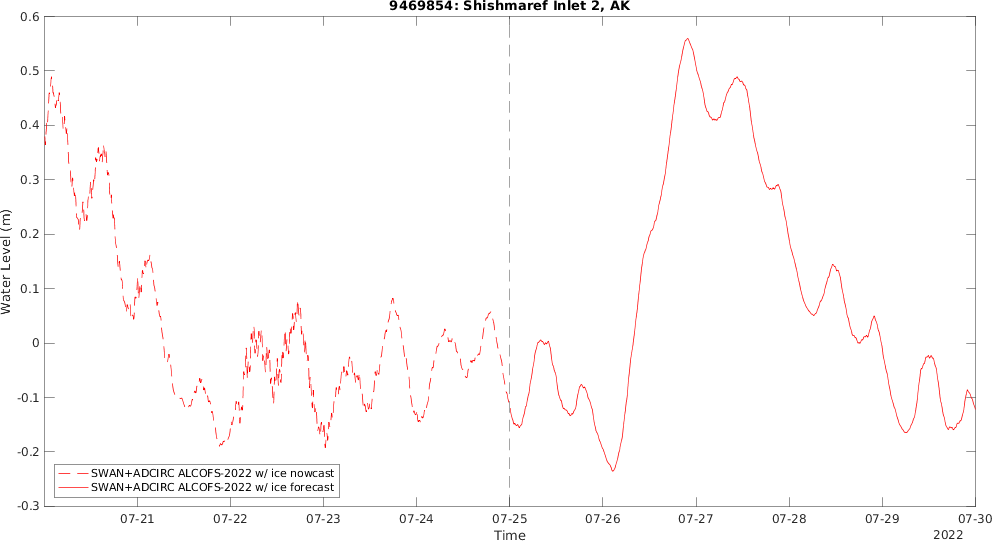 9469854: Shishmaref Inlet 2, AK
0.6
0.5
0.4
0.3
0.2
0.1
0
-0.1
-0.2
-0.3
Water Level (m)
SWAN+ADCIRC ALCOFS-2022 w/ ice nowcast
SWAN+ADCIRC ALCOFS-2022 w/ ice forecast
07-21 07-22 07-23 07-24 07-25 07-26 07-27 07-28 07-29 07-30
Time
2022